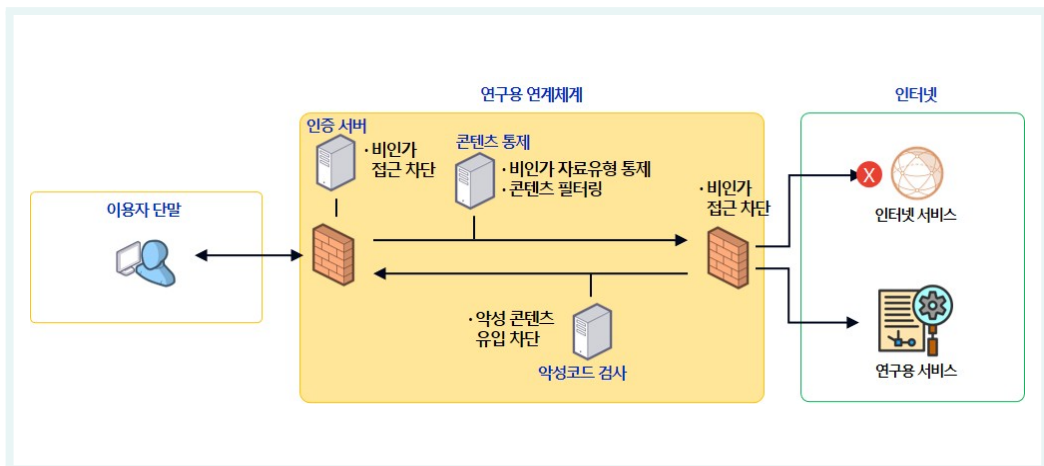 연구용 연계체계
인터넷
인증 서버
· 비인가
접근 차단
콘텐츠 통제
· 비인가 자료유형 통제
· 콘텐츠 필터링
· 비인가
접근 차단
이용자 단말
X
인터넷 서비스
· 악성 콘텐츠
유입 차단
악성코드 검사
연구용 서비스